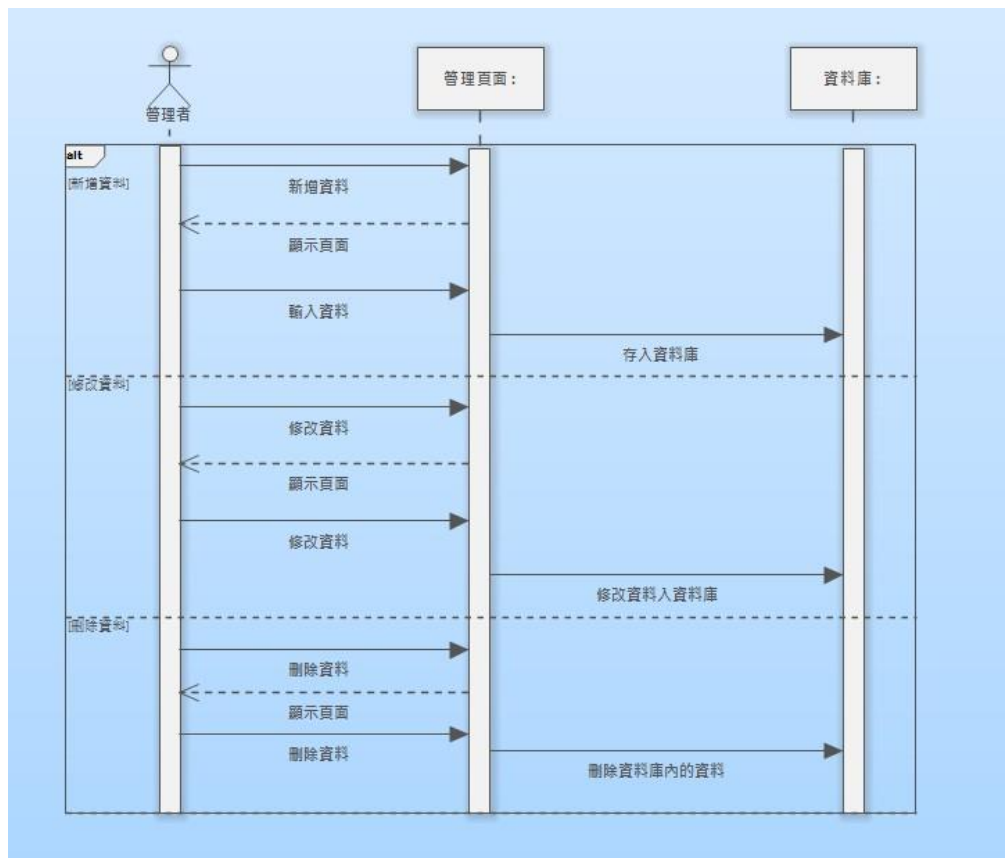 管理者
管理頁面:
資料庫:
alt
[新增資料]
新增資料
顯示頁面
輸入資料
存入資料庫
[修改資料]
修改資料
顯示頁面
修改資料
修改資料入資料庫
[刪除資料]
刪除資料
顯示頁面
刪除資料
刪除資料庫內的資料